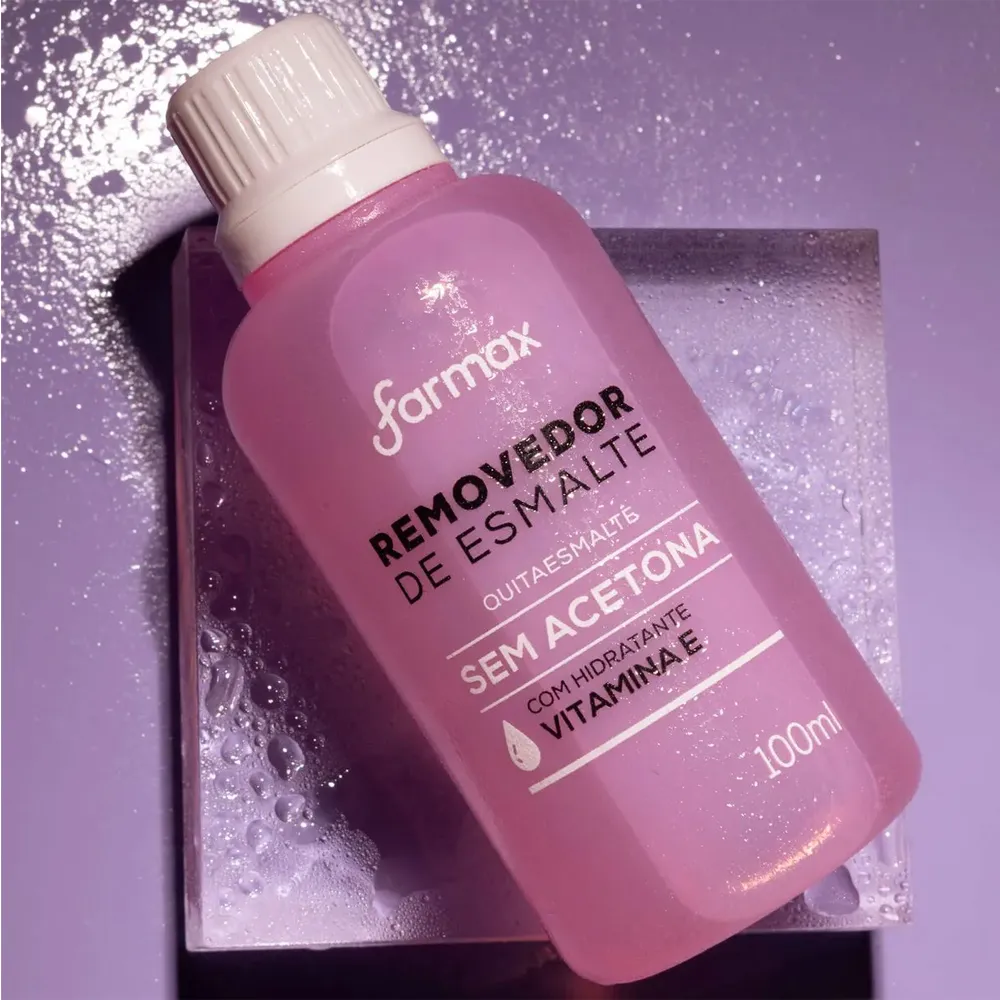 farmax
REMOVEDOR
DE ESMALTE
QUITAESMALTE
SEM ACETONA
COM HIDRATANTE
VITAMINA E
100ml